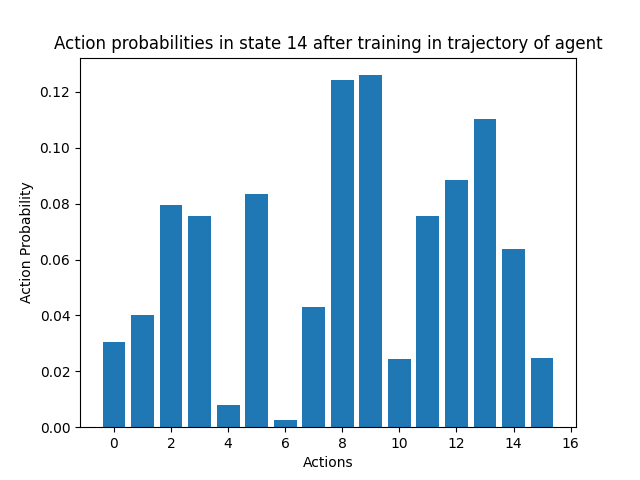 Action probabilities in state 14 after training in trajectory of agent
0.12
0.10
0.08
0.06
0.04
0.02
0.00
Action Probability
0 2 4 6 8 10 12 14 16
Actions